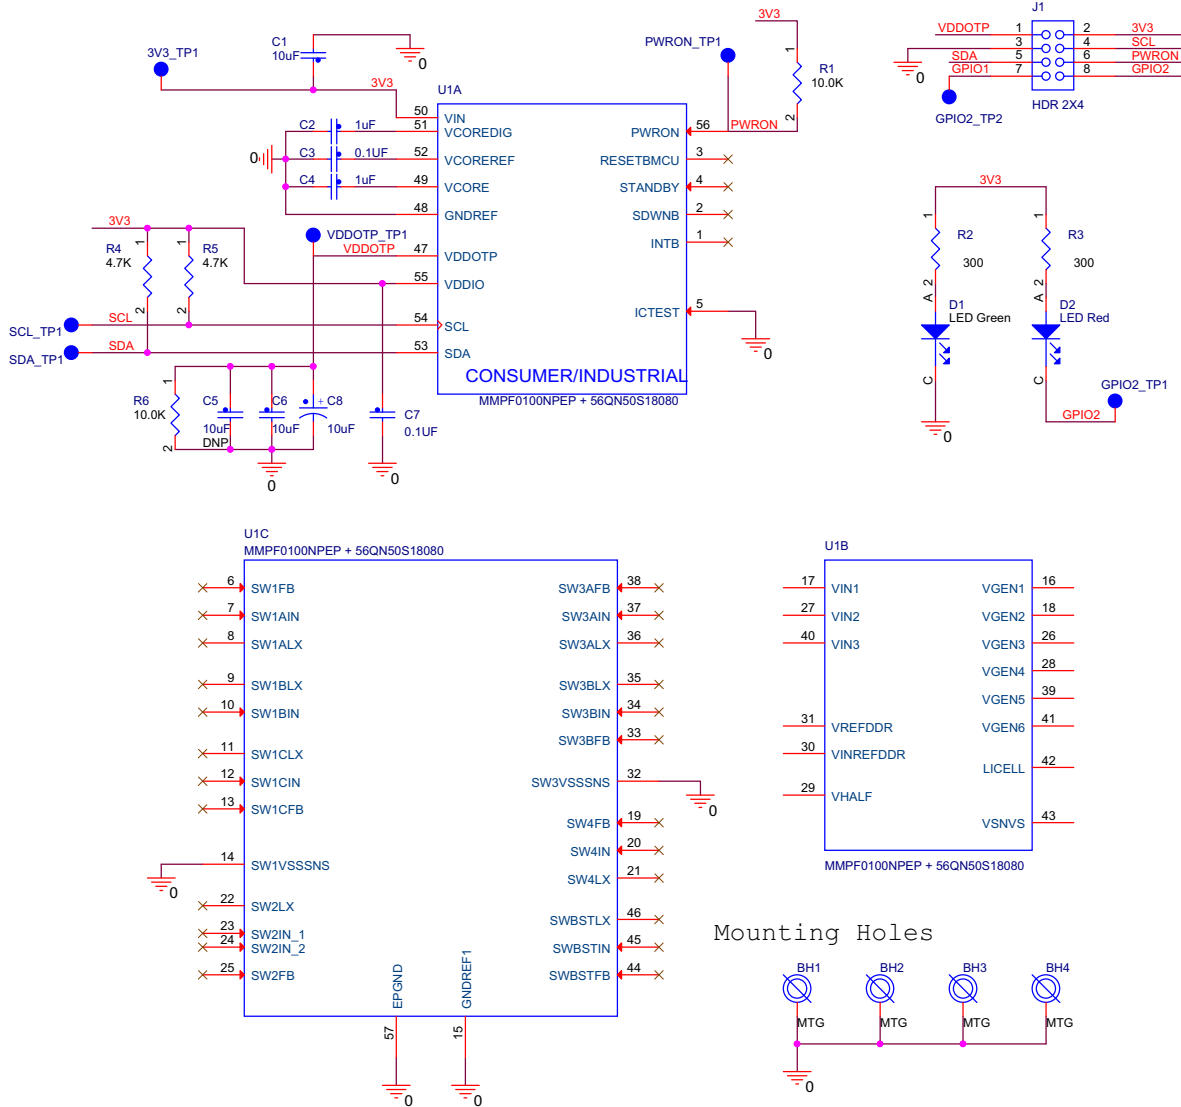 3V3_TP1
C1
10uF
0
3V3
U1A
50 VIN
51 VCOREDIG
52 VCOREREF
49 VCORE
48 GNDREF
47 VDDOTP
55 VDDIO
54 SCL
53 SDA
C2 1uF
C3 0.1UF
C4 1uF
0
3V3
R4
4.7K
1
2
R5
4.7K
1
2
VDDOTP_TP1
VDDOTP
SCL_TP1
SCL
SDA_TP1
SDA
R6
10.0K
1
2
C5
10uF
DNP
C6
10uF
C8
+
10uF
C7
0.1UF
0
0
PWRON 56
RESETBMCU 3
STANDBY 4
SDWNB 2
INTB 1
ICTEST 5
CONSUMER/INDUSTRIAL
MMPF0100NPEP + 56QN50S18080
PWRON_TP1
PWRON
3V3
R1
10.0K
1
2
0
J1
VDDOTP 1 2 3V3
3 4 SCL
SDA 5 6 PWRON
GPIO1 7 8 GPIO2
0
HDR 2X4
GPIO2_TP2
3V3
R2
300
1
2
R3
300
1
2
A
D1
LED Green
C
A
D2
LED Red
C
0
GPIO2_TP1
GPIO2
U1C
MMPF0100NPEP + 56QN50S18080
6 SW1FB
7 SW1AIN
8 SW1ALX
9 SW1BLX
10 SW1BIN
11 SW1CLX
12 SW1CIN
13 SW1CFB
14 SW1VSSSNS
0
22 SW2LX
23 SW2IN_1
24 SW2IN_2
25 SW2FB
SW3AFB 38
SW3AIN 37
SW3ALX 36
SW3BLX 35
SW3BIN 34
SW3BFB 33
SW3VSSSNS 32
0
SW4FB 19
SW4IN 20
SW4LX 21
SWBSTLX 46
SWBSTIN 45
SWBSTFB 44
EPGND 57
GNDREF1 15
0
0
U1B
17 VIN1
27 VIN2
40 VIN3
31 VREFDDR
30 VINREFDDR
29 VHALF
VGEN1 16
VGEN2 18
VGEN3 26
VGEN4 28
VGEN5 39
VGEN6 41
LICELL 42
VSNVS 43
MMPF0100NPEP + 56QN50S18080
Mounting Holes
BH1 BH2 BH3 BH4
MTG MTG MTG MTG
0